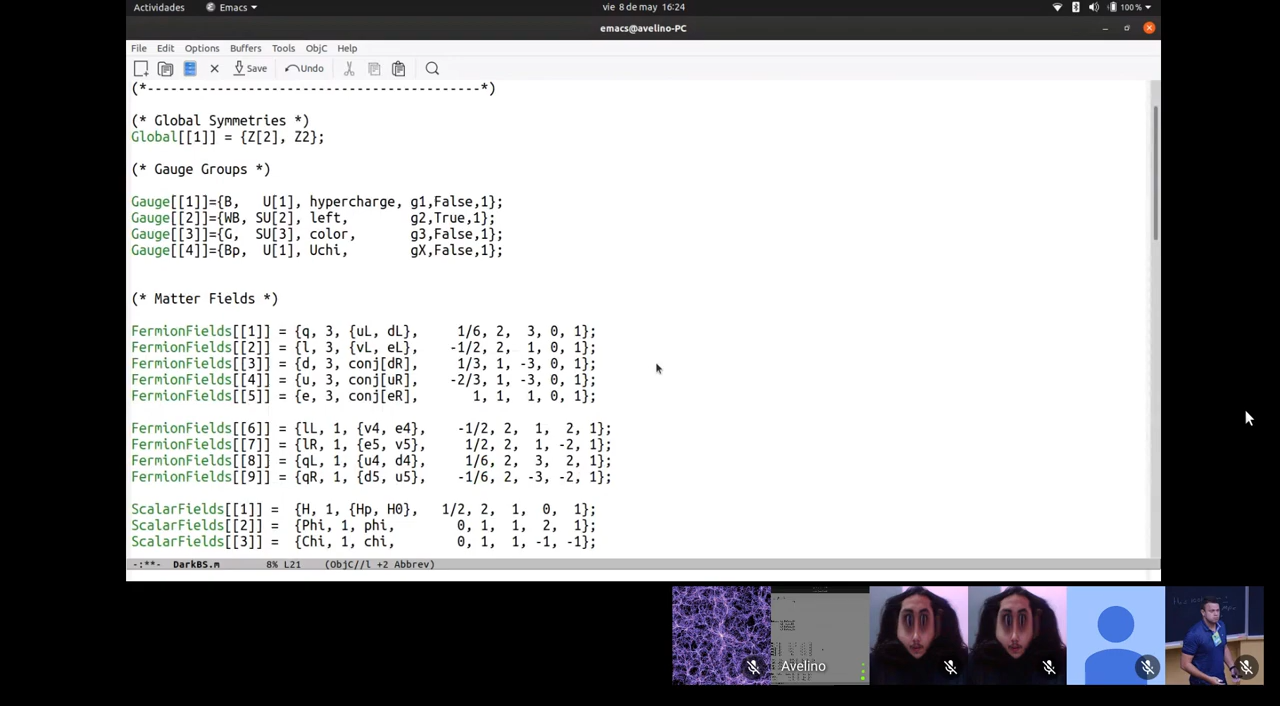 Actividades Emacs vie 8 de may 16:24 100 %
emacs@avelino-PC
File Edit Options Buffers Tools ObjC Help
Save Undo
(*-------------------------------------------*)
(* Global Symmetries *)
Global[[1]] = {Z[2], Z2};
(* Gauge Groups *)
Gauge[[1]]={B,   U[1], hypercharge, g1,False,1};
Gauge[[2]]={WB, SU[2], left,        g2,True,1};
Gauge[[3]]={G,  SU[3], color,       g3,False,1};
Gauge[[4]]={Bp,  U[1], Uchi,        gX,False,1};
(* Matter Fields *)
FermionFields[[1]] = {q, 3, {uL, dL},     1/6, 2,  3, 0, 1};
FermionFields[[2]] = {l, 3, {vL, eL},    -1/2, 2,  1, 0, 1};
FermionFields[[3]] = {d, 3, conj[dR],     1/3, 1, -3, 0, 1};
FermionFields[[4]] = {u, 3, conj[uR],    -2/3, 1, -3, 0, 1};
FermionFields[[5]] = {e, 3, conj[eR],       1, 1,  1, 0, 1};
FermionFields[[6]] = {lL, 1, {v4, e4},    -1/2, 2,  1,  2, 1};
FermionFields[[7]] = {lR, 1, {e5, v5},     1/2, 2,  1, -2, 1};
FermionFields[[8]] = {qL, 1, {u4, d4},     1/6, 2,  3,  2, 1};
FermionFields[[9]] = {qR, 1, {d5, u5},    -1/6, 2, -3, -2, 1};
ScalarFields[[1]] =  {H, 1, {Hp, H0},   1/2, 2,  1,  0,  1};
ScalarFields[[2]] =  {Phi, 1, phi,        0, 1,  1,  2,  1};
ScalarFields[[3]] =  {Chi, 1, chi,        0, 1,  1, -1, -1};
-:**-  DarkBS.m       8% L21    (ObjC//l +2 Abbrev)
Avelino